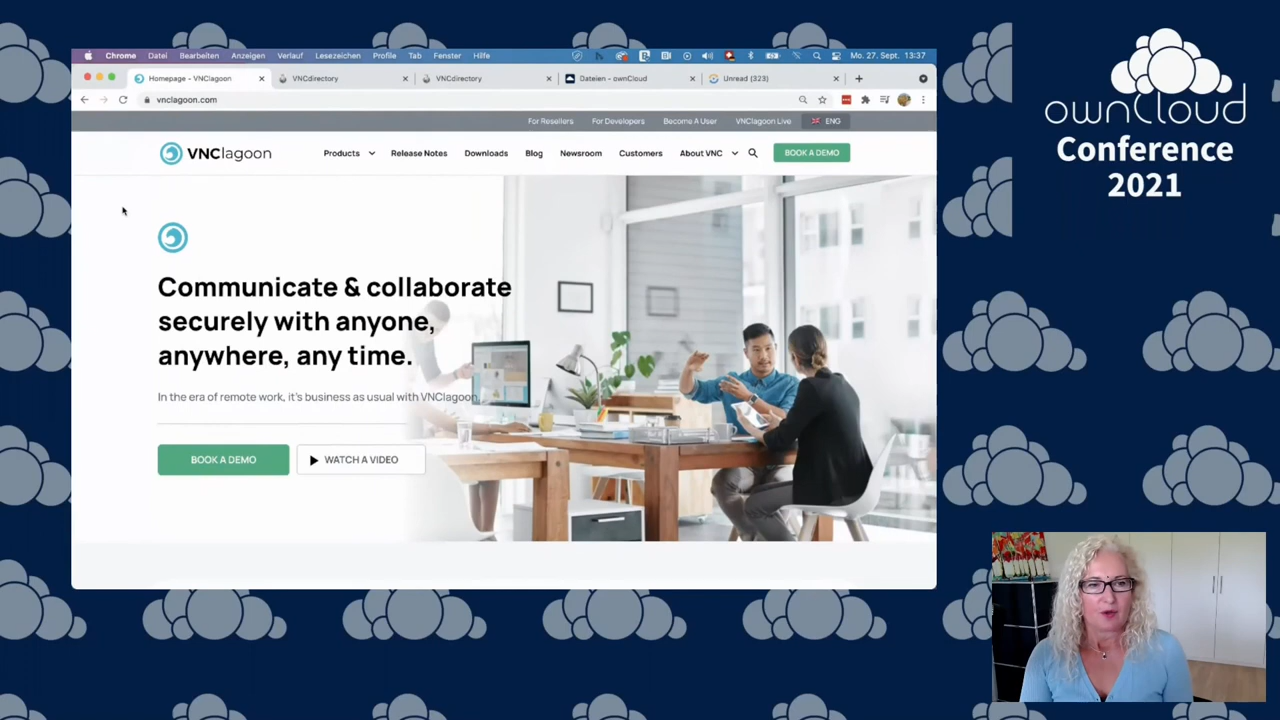 Chrome Datei Bearbeiten Anzeigen Verlauf Lesezeichen Profile Tab Fenster Hilfe Mo. 27. Sept. 13:37
Homepage - VNClagoon VNCdirectory VNCdirectory Dateien - ownCloud Unread (323)
vnclagoon.com
For Resellers For Developers Become A User VNClagoon Live ENG
VNClagoon Products Release Notes Downloads Blog Newsroom Customers About VNC BOOK A DEMO
Communicate & collaborate
securely with anyone,
anywhere, any time.
In the era of remote work, it's business as usual with VNClagoon.
BOOK A DEMO WATCH A VIDEO
ownCloud
Conference
2021